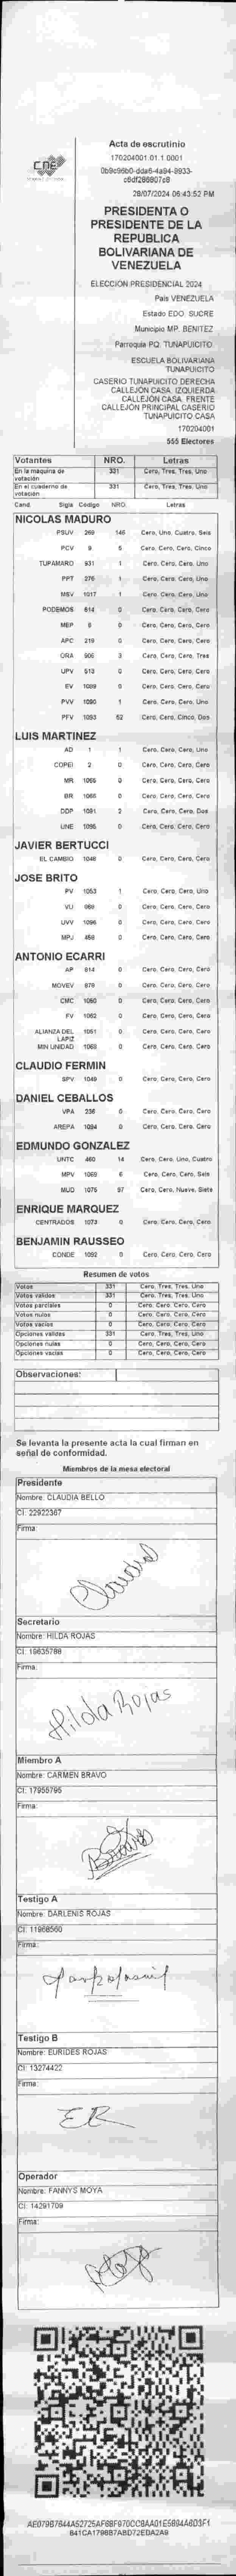 CNE
Acta de escrutinio
170204001.01.1.0001
28/07/2024 06:43:52 PM
PRESIDENTA O
PRESIDENTE DE LA
REPUBLICA
BOLIVARIANA DE
VENEZUELA
ELECCIÓN PRESIDENCIAL 2024
País VENEZUELA
Estado EDO. SUCRE
Municipio MP. BENITEZ
Parroquia PQ. TUNAPUICITO
ESCUELA BOLIVARIANA
TUNAPUICITO
CASERIO TUNAPUICITO DERECHA
CALLEJÓN CASA. IZQUIERDA
CALLEJÓN CASA. FRENTE
CALLEJÓN PRINCIPAL CASERIO
TUNAPUICITO CASA
170204001
555 Electores
Votantes NRO. Letras
En la maquina de votación 331 Cero, Tres, Tres, Uno
En el cuaderno de votación 331 Cero, Tres, Tres, Uno
Cand. Sigla Código NRO. Letras
NICOLAS MADURO
PSUV 269 146 Cero, Uno, Cuatro, Seis
PCV 9 5 Cero, Cero, Cero, Cinco
TUPAMARO 931 1 Cero, Cero, Cero, Uno
PPT 276 1 Cero, Cero, Cero, Uno
MSV 1017 1 Cero, Cero, Cero, Uno
PODEMOS 614 0 Cero, Cero, Cero, Cero
MEP 6 0 Cero, Cero, Cero, Cero
APC 219 0 Cero, Cero, Cero, Cero
ORA 906 3 Cero, Cero, Cero, Tres
UPV 513 0 Cero, Cero, Cero, Cero
EV 1009 0 Cero, Cero, Cero, Cero
PVV 1090 1 Cero, Cero, Cero, Uno
PFV 1093 52 Cero, Cero, Cinco, Dos
LUIS MARTINEZ
AD 1 1 Cero, Cero, Cero, Uno
COPEI 2 0 Cero, Cero, Cero, Cero
MR 1065 0 Cero, Cero, Cero, Cero
BR 1066 0 Cero, Cero, Cero, Cero
DDP 1091 2 Cero, Cero, Cero, Dos
UNE 1095 0 Cero, Cero, Cero, Cero
JAVIER BERTUCCI
EL CAMBIO 1046 0 Cero, Cero, Cero, Cero
JOSE BRITO
PV 1053 1 Cero, Cero, Cero, Uno
VU 988 0 Cero, Cero, Cero, Cero
UVV 1096 0 Cero, Cero, Cero, Cero
MPJ 458 0 Cero, Cero, Cero, Cero
ANTONIO ECARRI
AP 914 0 Cero, Cero, Cero, Cero
MOVEV 979 0 Cero, Cero, Cero, Cero
CMC 1050 0 Cero, Cero, Cero, Cero
FV 1062 0 Cero, Cero, Cero, Cero
ALIANZA DEL LAPIZ 1051 0 Cero, Cero, Cero, Cero
MIN UNIDAD 1069 0 Cero, Cero, Cero, Cero
CLAUDIO FERMIN
SPV 1049 0 Cero, Cero, Cero, Cero
DANIEL CEBALLOS
VPA 236 0 Cero, Cero, Cero, Cero
AREPA 1094 0 Cero, Cero, Cero, Cero
EDMUNDO GONZALEZ
UNTC 460 14 Cero, Cero, Uno, Cuatro
MPV 1069 6 Cero, Cero, Cero, Seis
MUD 1075 97 Cero, Cero, Nueve, Siete
ENRIQUE MARQUEZ
CENTRADOS 1073 0 Cero, Cero, Cero, Cero
BENJAMIN RAUSSEO
CONDE 1092 0 Cero, Cero, Cero, Cero
Resumen de votos
Votos 331 Cero, Tres, Tres, Uno
Votos validos 331 Cero, Tres, Tres, Uno
Votos parciales 0 Cero, Cero, Cero, Cero
Votos nulos 0 Cero, Cero, Cero, Cero
Votos vacios 0 Cero, Cero, Cero, Cero
Opciones validas 331 Cero, Tres, Tres, Uno
Opciones nulas 0 Cero, Cero, Cero, Cero
Opciones vacias 0 Cero, Cero, Cero, Cero
Observaciones:
Se levanta la presente acta la cual firman en
señal de conformidad.
Miembros de la mesa electoral
Presidente
Nombre: CLAUDIA BELLO
CI: 22922367
Firma:
Claudia
Secretario
Nombre: HILDA ROJAS
CI: 16635788
Firma:
Hilda Rojas
Miembro A
Nombre: CARMEN BRAVO
CI: 17955795
Firma:
Testigo A
Nombre: DARLENIS ROJAS
CI: 11968560
Firma:
Testigo B
Nombre: EURIDES ROJAS
CI: 13274422
Firma:
ER
Operador
Nombre: FANNYS MOYA
CI: 14291709
Firma: